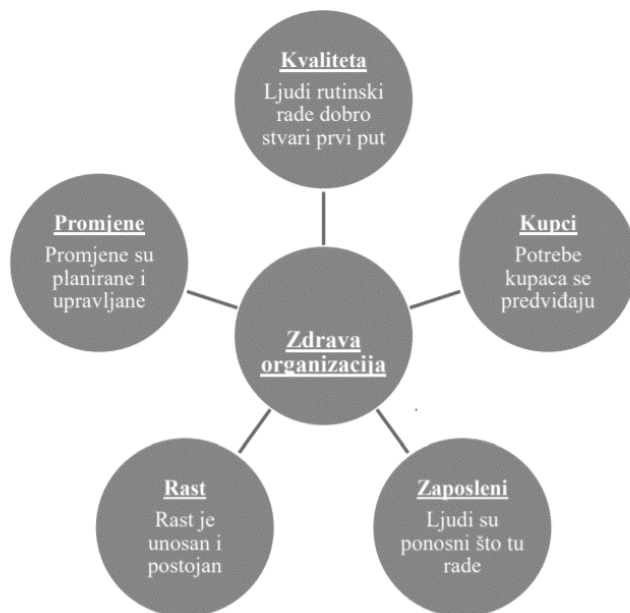 Kvaliteta
Ljudi rutinski
rade dobro
stvari prvi put
Promjene
Promjene su
planirane i
upravljane
Kupci
Potrebe
kupaca se
predviđaju
Zdrava
organizacija
Rast
Rast je
unosan i
postojan
Zaposleni
Ljudi su
ponosni što tu
rade